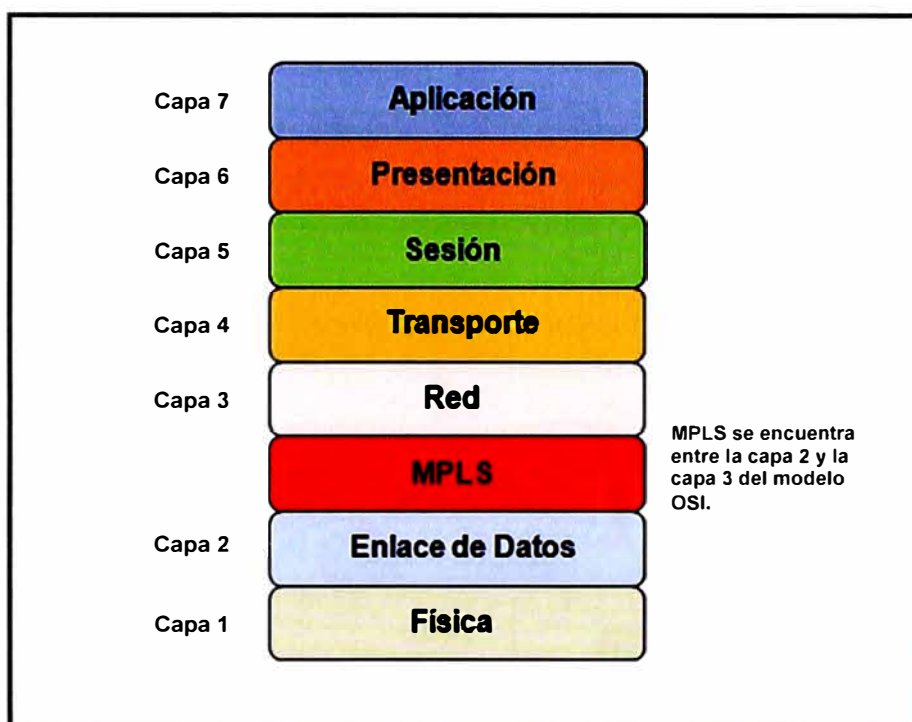 Capa 7 Aplicación
Capa 6 Presentación
Capa 5 Sesión
Capa 4 Transporte
Capa 3 Red
MPLS
MPLS se encuentra
entre la capa 2 y la
capa 3 del modelo
OSI.
Capa 2 Enlace de Datos
Capa 1 Física